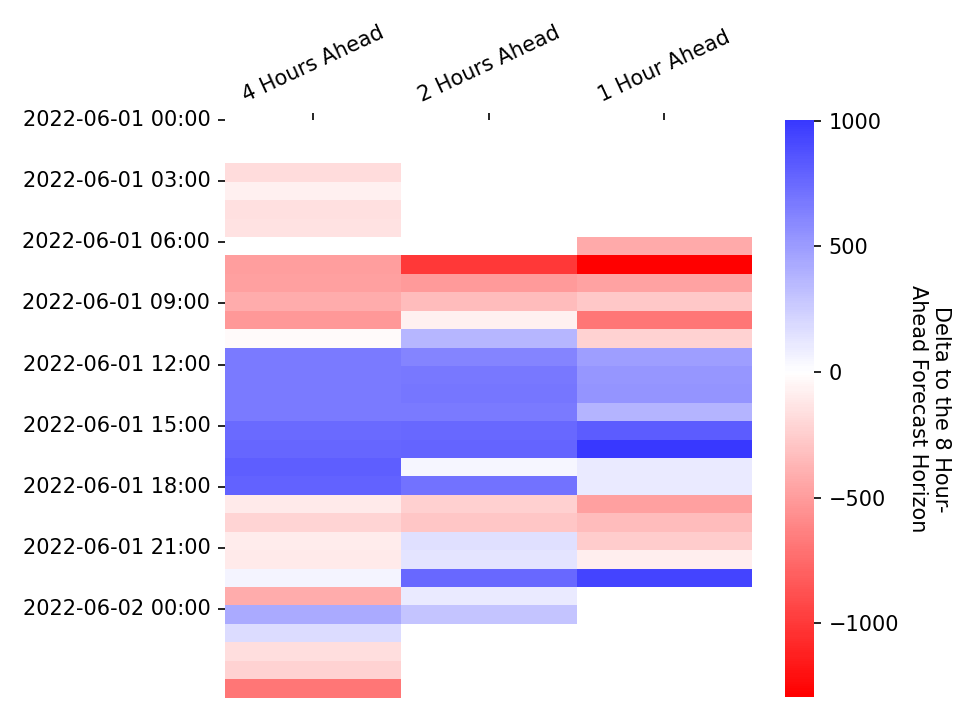 4 Hours Ahead
2 Hours Ahead
1 Hour Ahead
2022-06-01 00:00
2022-06-01 03:00
2022-06-01 06:00
2022-06-01 09:00
2022-06-01 12:00
2022-06-01 15:00
2022-06-01 18:00
2022-06-01 21:00
2022-06-02 00:00
1000
500
0
−500
−1000
Delta to the 8 Hour-
Ahead Forecast Horizon